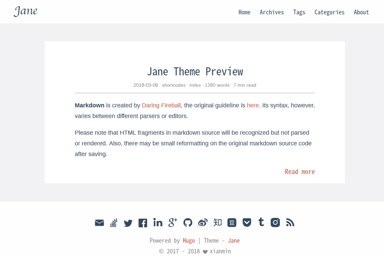 Jane
Home Archives Tags Categories About
Jane Theme Preview
2018-03-06 · shortcodes · index · 1380 words · 7 min read
Markdown is created by Daring Fireball, the original guideline is here. Its syntax, however,
varies between different parsers or editors.
Please note that HTML fragments in markdown source will be recognized but not parsed
or rendered. Also, there may be small reformatting on the original markdown source code
after saving.
Read more
Powered by Hugo | Theme - Jane
© 2017 - 2018 xianmin